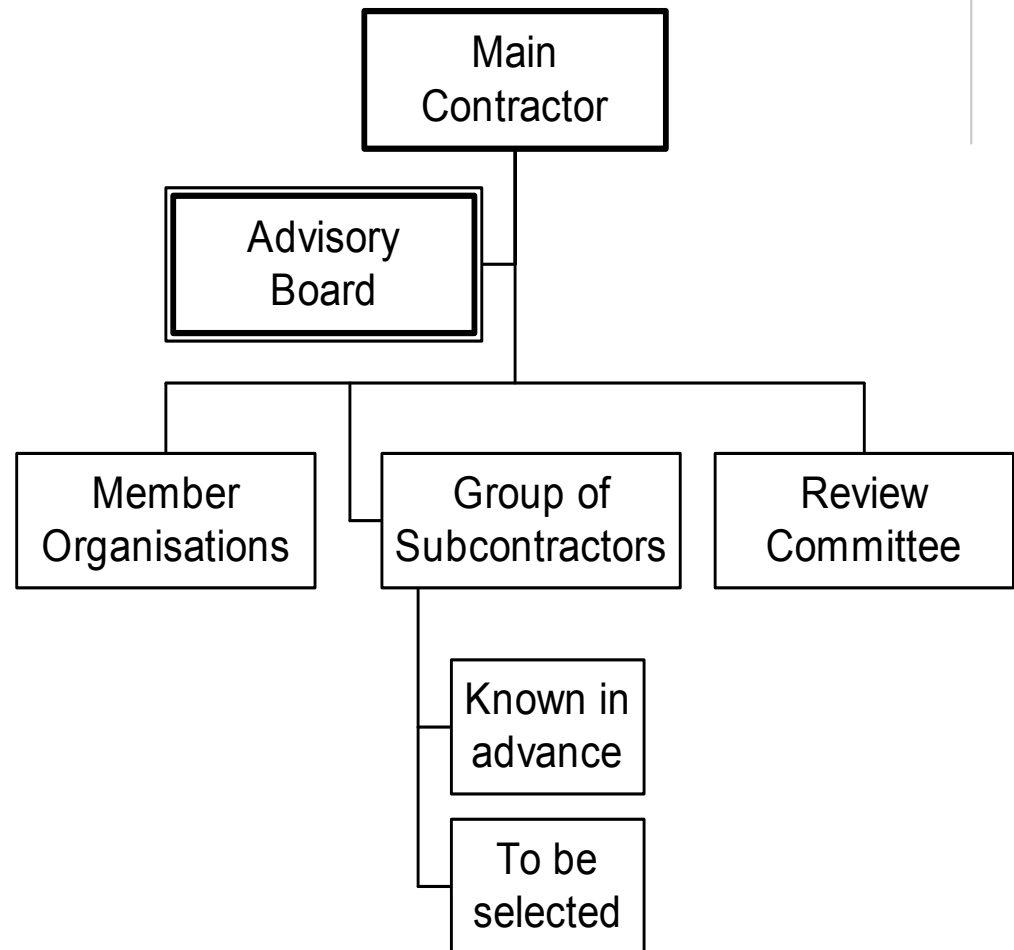 Main
Contractor
Advisory
Board
Member
Organisations
Group of
Subcontractors
Review
Committee
Known in
advance
To be
selected